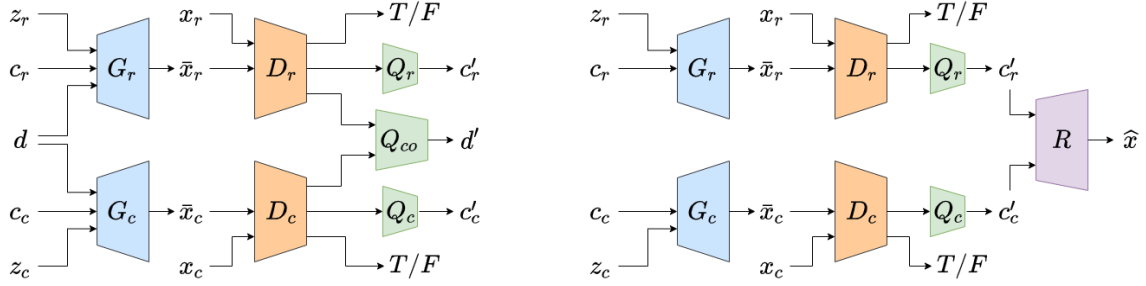 z_r x_r T/F
c_r G_r x̄_r D_r Q_r c'_r
d Q_co d'
c_c G_c x̄_c D_c Q_c c'_c
z_c x_c T/F
z_r x_r T/F
c_r G_r x̄_r D_r Q_r c'_r
R x̂
c_c G_c x̄_c D_c Q_c c'_c
z_c x_c T/F